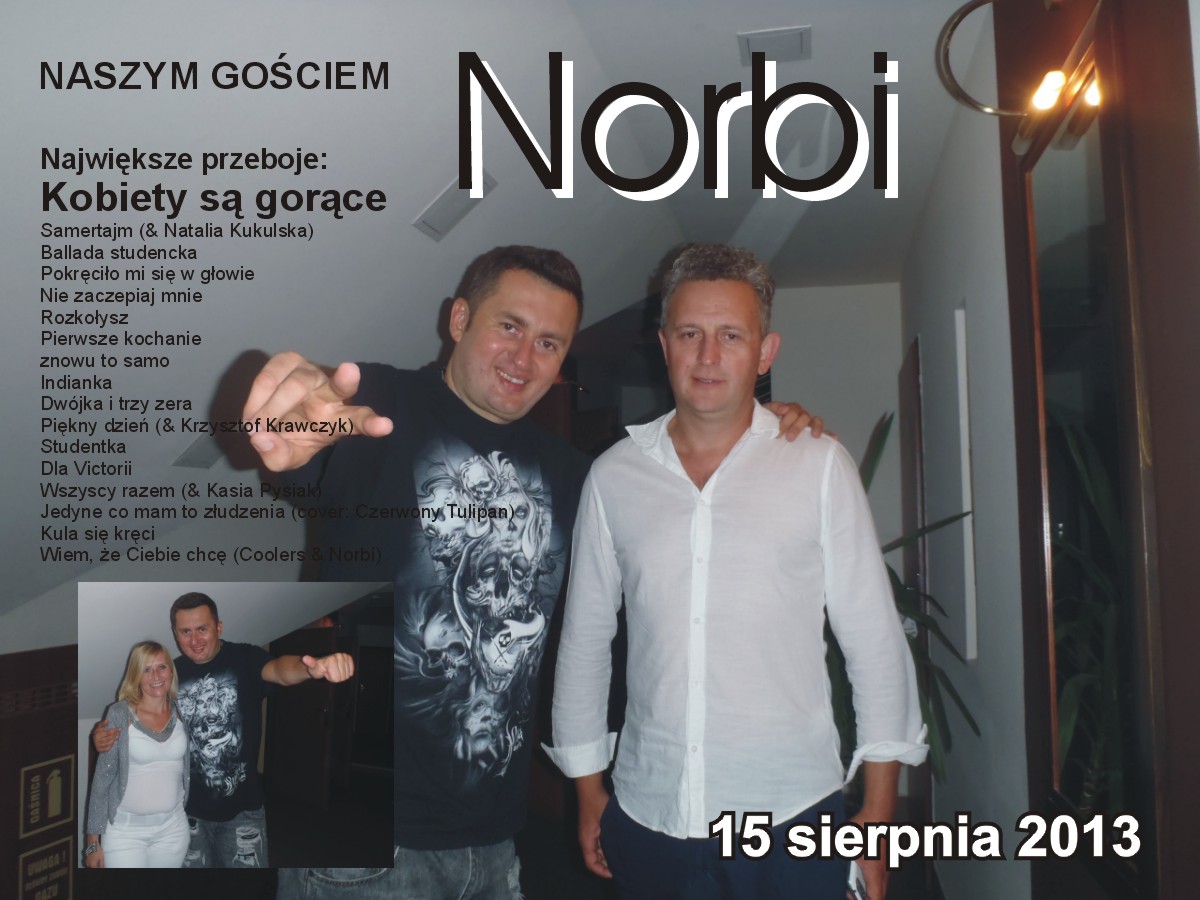 NASZYM GOŚCIEM
Norbi
Największe przeboje:
Kobiety są gorące
Samertajm (& Natalia Kukulska)
Ballada studencka
Pokręciło mi się w głowie
Nie zaczepiaj mnie
Rozkołysz
Pierwsze kochanie
znowu to samo
Indianka
Dwójka i trzy zera
Piękny dzień (& Krzysztof Krawczyk)
Studentka
Dla Victorii
Wszyscy razem (& Kasia Pysiak)
Jedyne co mam to złudzenia (cover: Czerwony Tulipan)
Kula się kręci
Wiem, że Ciebie chcę (Coolers & Norbi)
GAŚNICA
UWAGA !
GAZU
15 sierpnia 2013